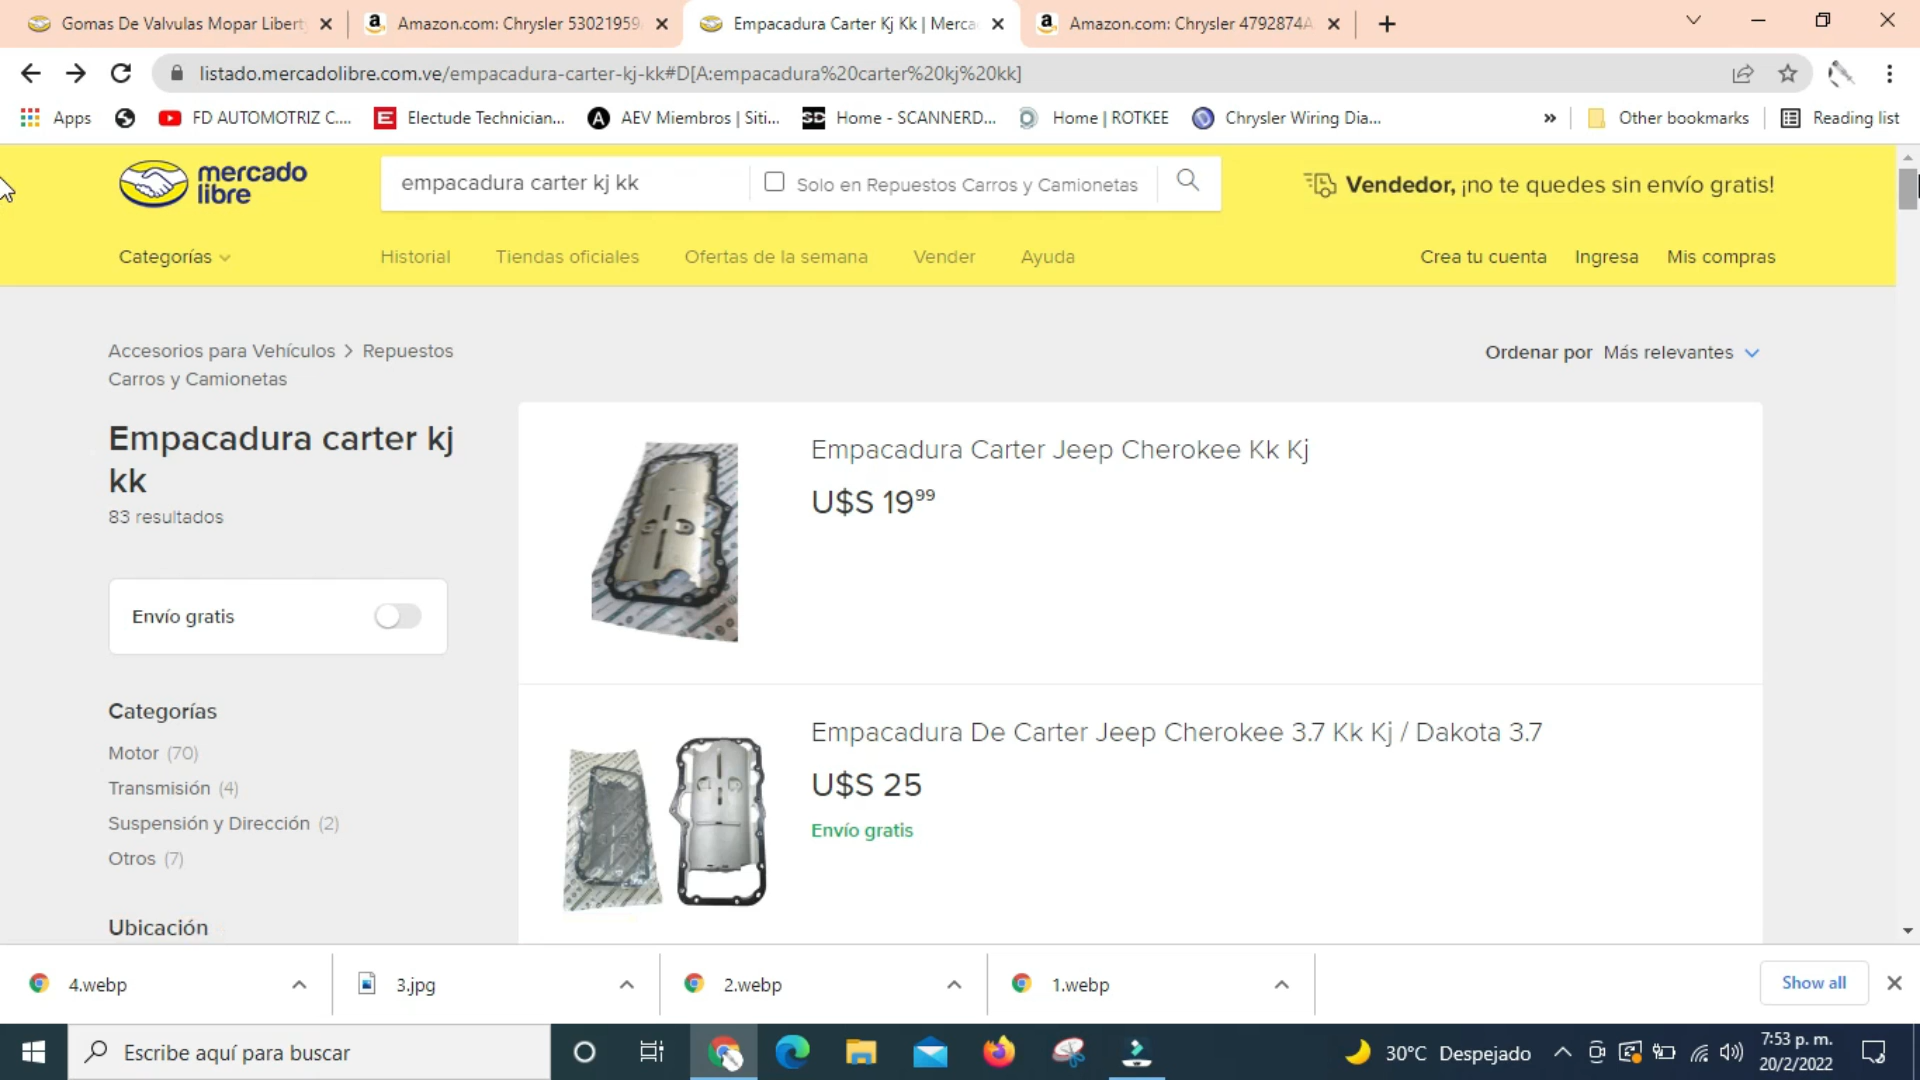 Gomas De Valvulas Mopar Libert
Amazon.com: Chrysler 53021959
Empacadura Carter Kj Kk | Merca
Amazon.com: Chrysler 4792874A
listado.mercadolibre.com.ve/empacadura-carter-kj-kk#D[A:empacadura%20carter%20kj%20kk]
Apps
FD AUTOMOTRIZ C....
Electude Technician...
AEV Miembros | Siti...
Home - SCANNERD...
Home | ROTKEE
Chrysler Wiring Dia...
»
Other bookmarks
Reading list
mercado
libre
empacadura carter kj kk
Solo en Repuestos Carros y Camionetas
Vendedor, ¡no te quedes sin envío gratis!
Categorías
Historial
Tiendas oficiales
Ofertas de la semana
Vender
Ayuda
Crea tu cuenta
Ingresa
Mis compras
Accesorios para Vehículos > Repuestos
Carros y Camionetas
Ordenar por Más relevantes
Empacadura carter kj
kk
83 resultados
Envío gratis
Categorías
Motor (70)
Transmisión (4)
Suspensión y Dirección (2)
Otros (7)
Ubicación
Empacadura Carter Jeep Cherokee Kk Kj
U$S 19⁹⁹
Empacadura De Carter Jeep Cherokee 3.7 Kk Kj / Dakota 3.7
U$S 25
Envío gratis
4.webp
3.jpg
2.webp
1.webp
Show all
Escribe aquí para buscar
30°C Despejado
7:53 p. m.
20/2/2022